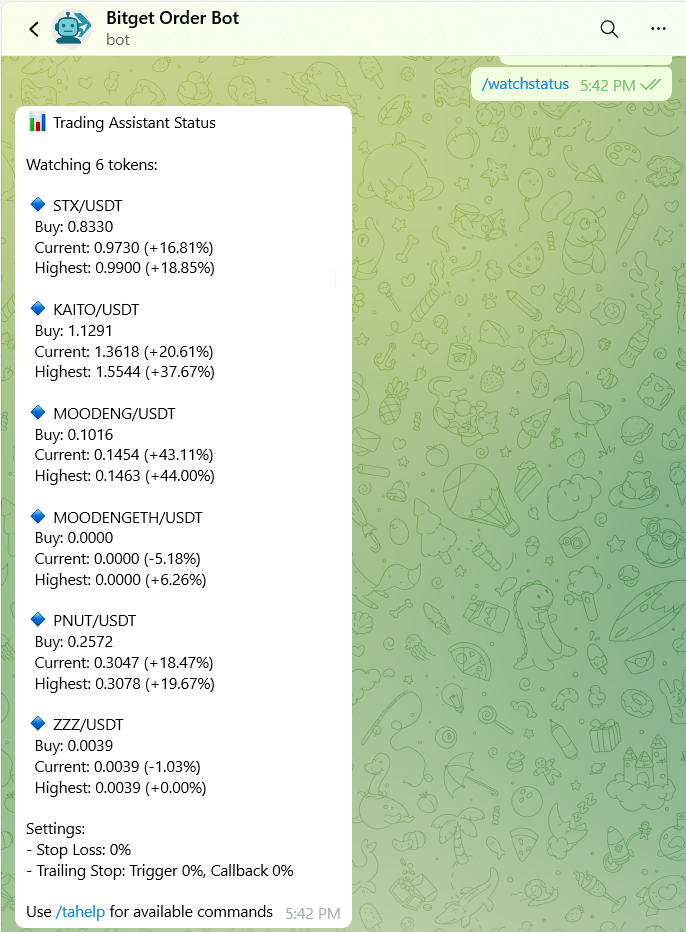 Bitget Order Bot
bot
/watchstatus 5:42 PM
Trading Assistant Status
Watching 6 tokens:
STX/USDT
Buy: 0.8330
Current: 0.9730 (+16.81%)
Highest: 0.9900 (+18.85%)
KAITO/USDT
Buy: 1.1291
Current: 1.3618 (+20.61%)
Highest: 1.5544 (+37.67%)
MOODENG/USDT
Buy: 0.1016
Current: 0.1454 (+43.11%)
Highest: 0.1463 (+44.00%)
MOODENGETH/USDT
Buy: 0.0000
Current: 0.0000 (-5.18%)
Highest: 0.0000 (+6.26%)
PNUT/USDT
Buy: 0.2572
Current: 0.3047 (+18.47%)
Highest: 0.3078 (+19.67%)
ZZZ/USDT
Buy: 0.0039
Current: 0.0039 (-1.03%)
Highest: 0.0039 (+0.00%)
Settings:
- Stop Loss: 0%
- Trailing Stop: Trigger 0%, Callback 0%
Use /tahelp for available commands 5:42 PM